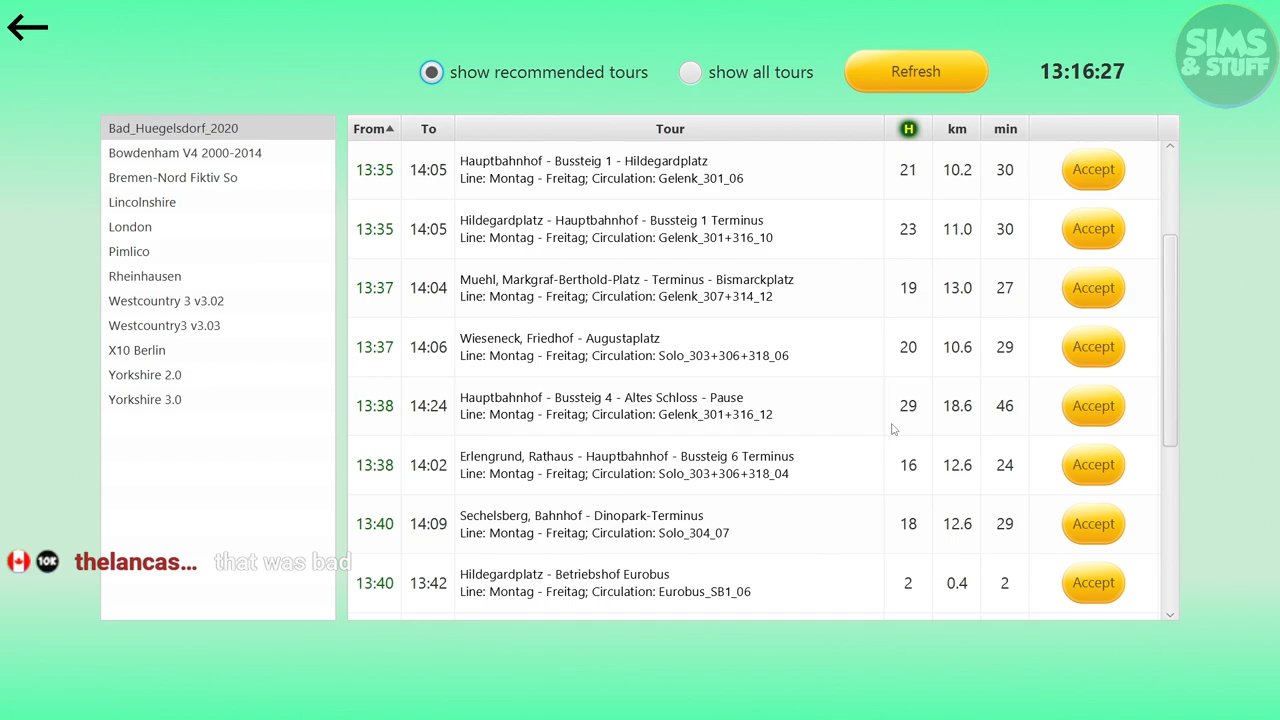 SIMS
& STUFF
show recommended tours
show all tours
Refresh
13:16:27
Bad_Huegelsdorf_2020
Bowdenham V4 2000-2014
Bremen-Nord Fiktiv So
Lincolnshire
London
Pimlico
Rheinhausen
Westcountry 3 v3.02
Westcountry3 v3.03
X10 Berlin
Yorkshire 2.0
Yorkshire 3.0
From To Tour H km min
13:35 14:05 Hauptbahnhof - Bussteig 1 - Hildegardplatz 21 10.2 30 Accept
Line: Montag - Freitag; Circulation: Gelenk_301_06
13:35 14:05 Hildegardplatz - Hauptbahnhof - Bussteig 1 Terminus 23 11.0 30 Accept
Line: Montag - Freitag; Circulation: Gelenk_301+316_10
13:37 14:04 Muehl, Markgraf-Berthold-Platz - Terminus - Bismarckplatz 19 13.0 27 Accept
Line: Montag - Freitag; Circulation: Gelenk_307+314_12
13:37 14:06 Wieseneck, Friedhof - Augustaplatz 20 10.6 29 Accept
Line: Montag - Freitag; Circulation: Solo_303+306+318_06
13:38 14:24 Hauptbahnhof - Bussteig 4 - Altes Schloss - Pause 29 18.6 46 Accept
Line: Montag - Freitag; Circulation: Gelenk_301+316_12
13:38 14:02 Erlengrund, Rathaus - Hauptbahnhof - Bussteig 6 Terminus 16 12.6 24 Accept
Line: Montag - Freitag; Circulation: Solo_303+306+318_04
13:40 14:09 Sechelsberg, Bahnhof - Dinopark-Terminus 18 12.6 29 Accept
Line: Montag - Freitag; Circulation: Solo_304_07
13:40 13:42 Hildegardplatz - Betriebshof Eurobus 2 0.4 2 Accept
Line: Montag - Freitag; Circulation: Eurobus_SB1_06
10K thelancas... that was bad